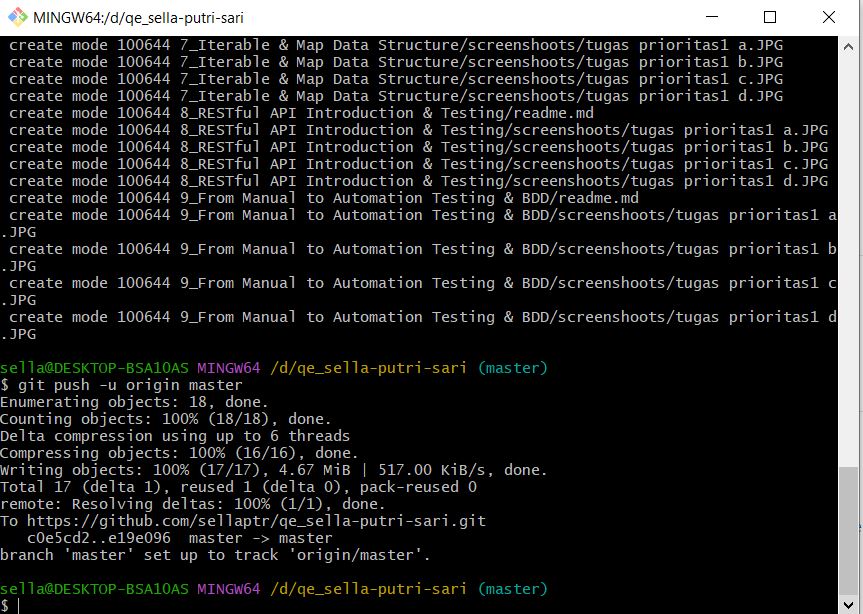 MINGW64:/d/qe_sella-putri-sari
create mode 100644 7_Iterable & Map Data Structure/screenshoots/tugas prioritas1 a.JPG
create mode 100644 7_Iterable & Map Data Structure/screenshoots/tugas prioritas1 b.JPG
create mode 100644 7_Iterable & Map Data Structure/screenshoots/tugas prioritas1 c.JPG
create mode 100644 7_Iterable & Map Data Structure/screenshoots/tugas prioritas1 d.JPG
create mode 100644 8_RESTful API Introduction & Testing/readme.md
create mode 100644 8_RESTful API Introduction & Testing/screenshoots/tugas prioritas1 a.JPG
create mode 100644 8_RESTful API Introduction & Testing/screenshoots/tugas prioritas1 b.JPG
create mode 100644 8_RESTful API Introduction & Testing/screenshoots/tugas prioritas1 c.JPG
create mode 100644 8_RESTful API Introduction & Testing/screenshoots/tugas prioritas1 d.JPG
create mode 100644 9_From Manual to Automation Testing & BDD/readme.md
create mode 100644 9_From Manual to Automation Testing & BDD/screenshoots/tugas prioritas1 a
.JPG
create mode 100644 9_From Manual to Automation Testing & BDD/screenshoots/tugas prioritas1 b
.JPG
create mode 100644 9_From Manual to Automation Testing & BDD/screenshoots/tugas prioritas1 c
.JPG
create mode 100644 9_From Manual to Automation Testing & BDD/screenshoots/tugas prioritas1 d
.JPG
sella@DESKTOP-BSA10AS MINGW64 /d/qe_sella-putri-sari (master)
$ git push -u origin master
Enumerating objects: 18, done.
Counting objects: 100% (18/18), done.
Delta compression using up to 6 threads
Compressing objects: 100% (16/16), done.
Writing objects: 100% (17/17), 4.67 MiB | 517.00 KiB/s, done.
Total 17 (delta 1), reused 1 (delta 0), pack-reused 0
remote: Resolving deltas: 100% (1/1), done.
To https://github.com/sellaptr/qe_sella-putri-sari.git
c0e5cd2..e19e096  master -> master
branch 'master' set up to track 'origin/master'.
sella@DESKTOP-BSA10AS MINGW64 /d/qe_sella-putri-sari (master)
$